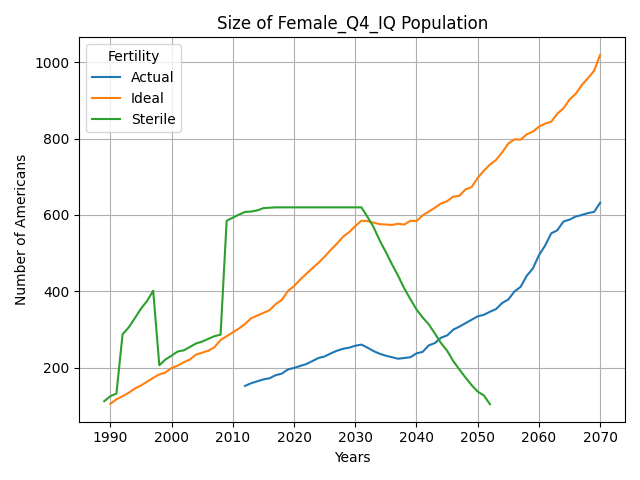 Size of Female_Q4_IQ Population
Fertility
Actual
Ideal
Sterile
Number of Americans
1000
800
600
400
200
1990 2000 2010 2020 2030 2040 2050 2060 2070
Years